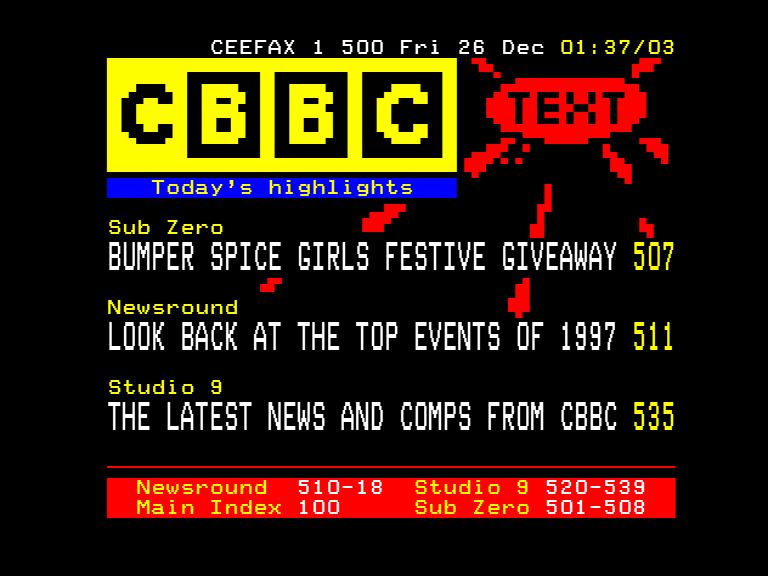 CEEFAX 1 500 Fri 26 Dec 01:37/03
CBBC TEXT
Today's highlights
Sub Zero
BUMPER SPICE GIRLS FESTIVE GIVEAWAY 507
Newsround
LOOK BACK AT THE TOP EVENTS OF 1997 511
Studio 9
THE LATEST NEWS AND COMPS FROM CBBC 535
Newsround 510-18 Studio 9 520-539
Main Index 100 Sub Zero 501-508